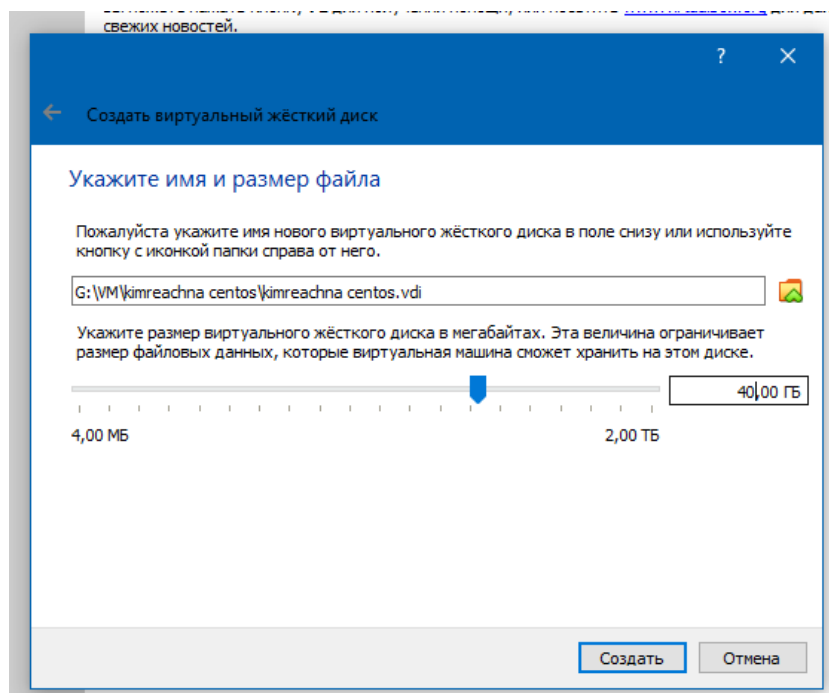 свежих новостей.
?
Создать виртуальный жёсткий диск
Укажите имя и размер файла
Пожалуйста укажите имя нового виртуального жёсткого диска в поле снизу или используйте
кнопку с иконкой папки справа от него.
G:\VM\kimreachna centos\kimreachna centos.vdi
Укажите размер виртуального жёсткого диска в мегабайтах. Эта величина ограничивает
размер файловых данных, которые виртуальная машина сможет хранить на этом диске.
40,00 ГБ
4,00 МБ 2,00 ТБ
Создать Отмена